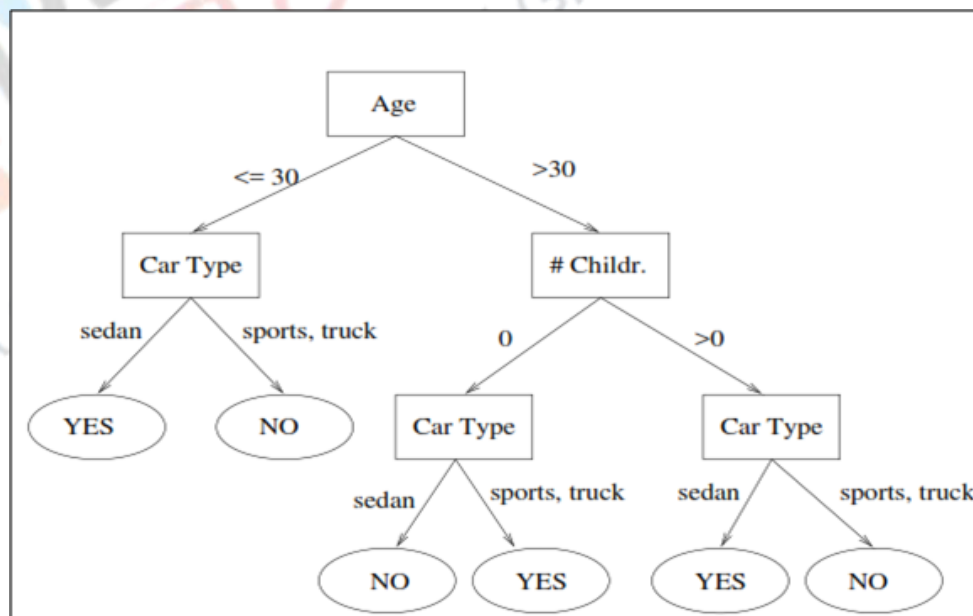 Age
<= 30
>30
Car Type
# Childr.
sedan
sports, truck
0
>0
YES
NO
Car Type
Car Type
sedan
sports, truck
sedan
sports, truck
NO
YES
YES
NO